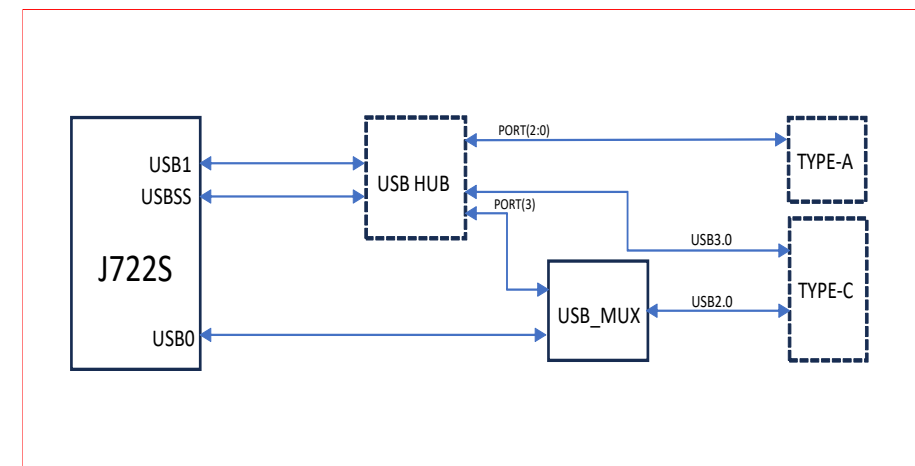 PORT(2:0)
USB1
USB HUB
TYPE-A
USBSS
PORT(3)
USB3.0
J722S
TYPE-C
USB2.0
USB_MUX
USB0